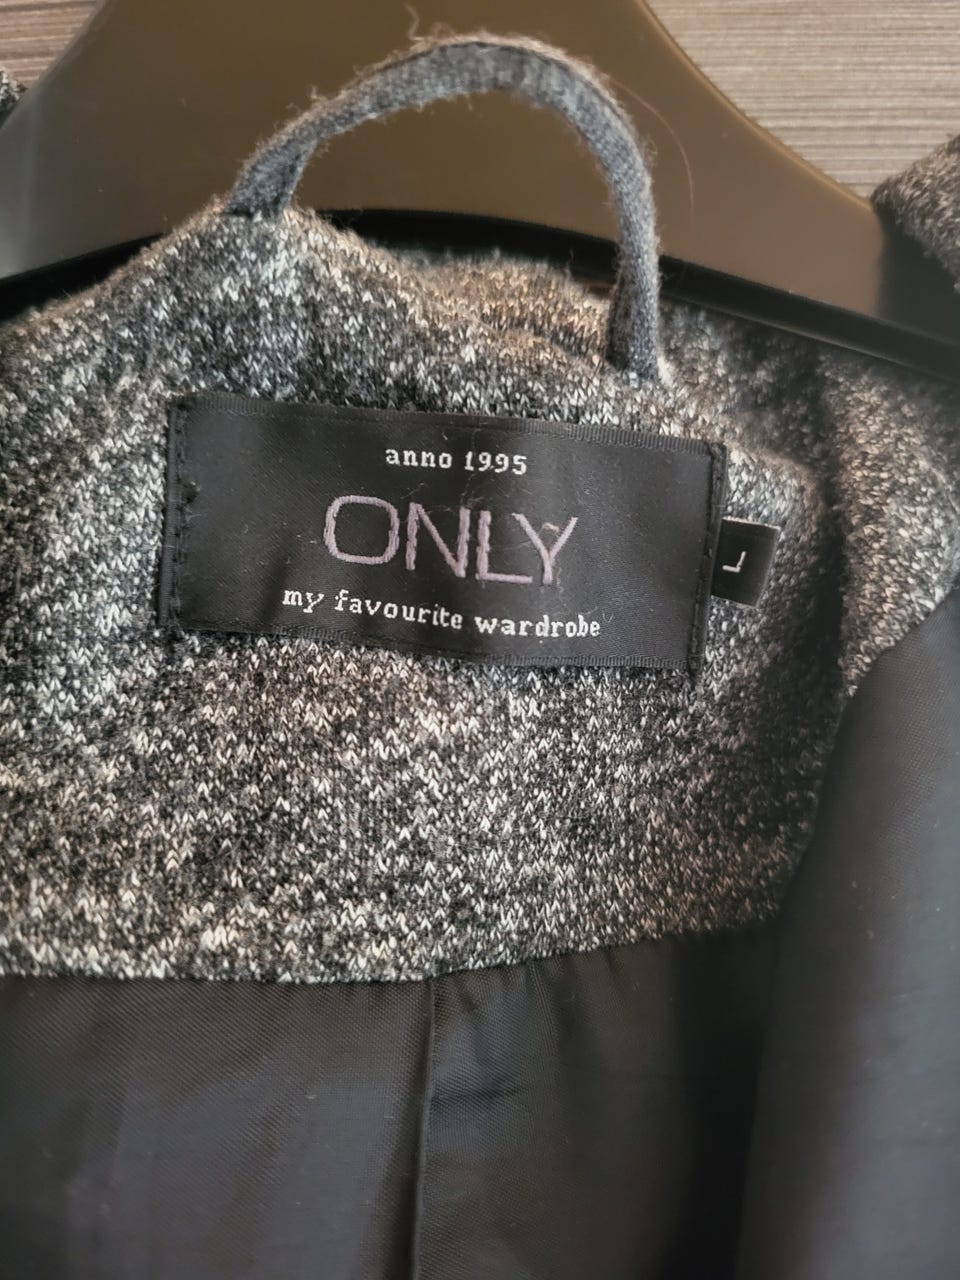 anno 1995
ONLY
my favourite wardrobe
L